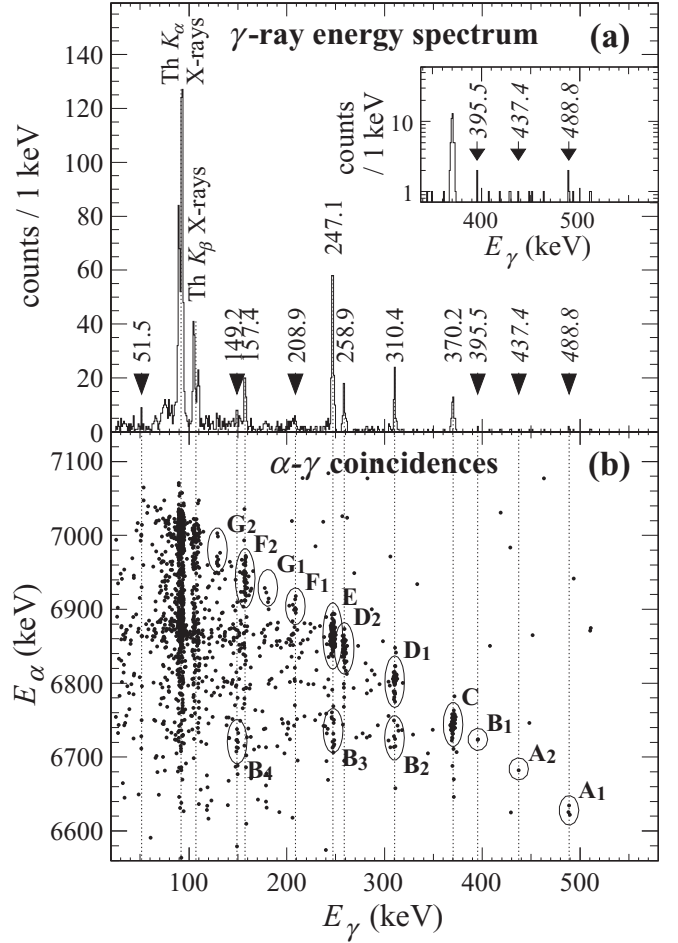 γ-ray energy spectrum (a)
counts / 1 keV
140
120
100
80
60
40
20
0
Th Kα
X-rays
Th Kβ X-rays
51.5
149.2
157.4
208.9
247.1
258.9
310.4
370.2
395.5
437.4
488.8
counts
/ 1 keV
10
1
395.5
437.4
488.8
400
500
Eγ (keV)
α-γ coincidences (b)
Eα (keV)
7100
7000
6900
6800
6700
6600
G2
F2
G1
F1
E
D2
D1
C
B1
A2
A1
B4
B3
B2
100 200 300 400 500
Eγ (keV)